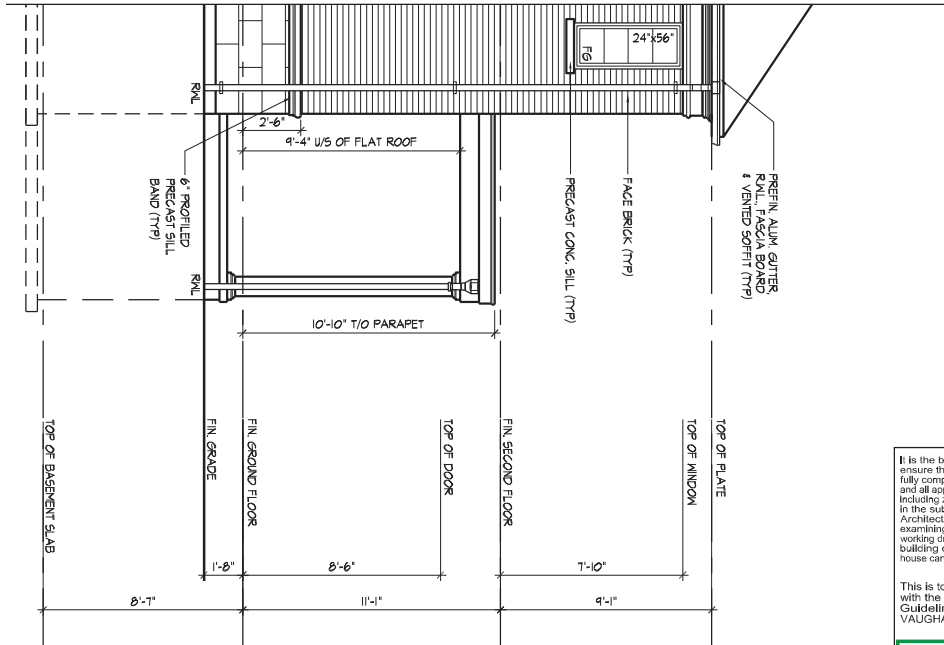 24"x56"
FG
RWL
2'-6"
9'-4" U/S OF FLAT ROOF
6" PROFILED
PRECAST SILL
BAND (TYP)
RWL
10'-10" T/O PARAPET
PREFIN. ALUM. GUTTER,
R.W.L., FASCIA BOARD
& VENTED SOFFIT (TYP)
FACE BRICK (TYP)
PRECAST CONC. SILL (TYP)
TOP OF BASEMENT SLAB
FIN. GRADE
FIN. GROUND FLOOR
TOP OF DOOR
FIN. SECOND FLOOR
TOP OF WINDOW
TOP OF PLATE
1'-8"
8'-6"
7'-10"
8'-7"
11'-1"
9'-1"
It is the b
ensure th
fully comp
and all app
including z
in the sub
Architect
examining
working dr
building c
house can
This is to
with the
Guidelin
VAUGHA